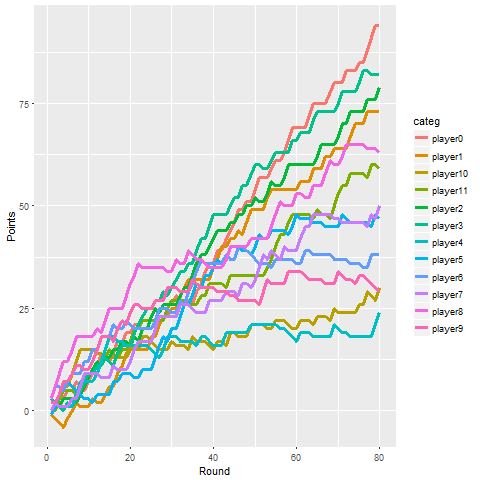 Points
75
50
25
0
0
20
40
60
80
Round
categ
player0
player1
player10
player11
player2
player3
player4
player5
player6
player7
player8
player9